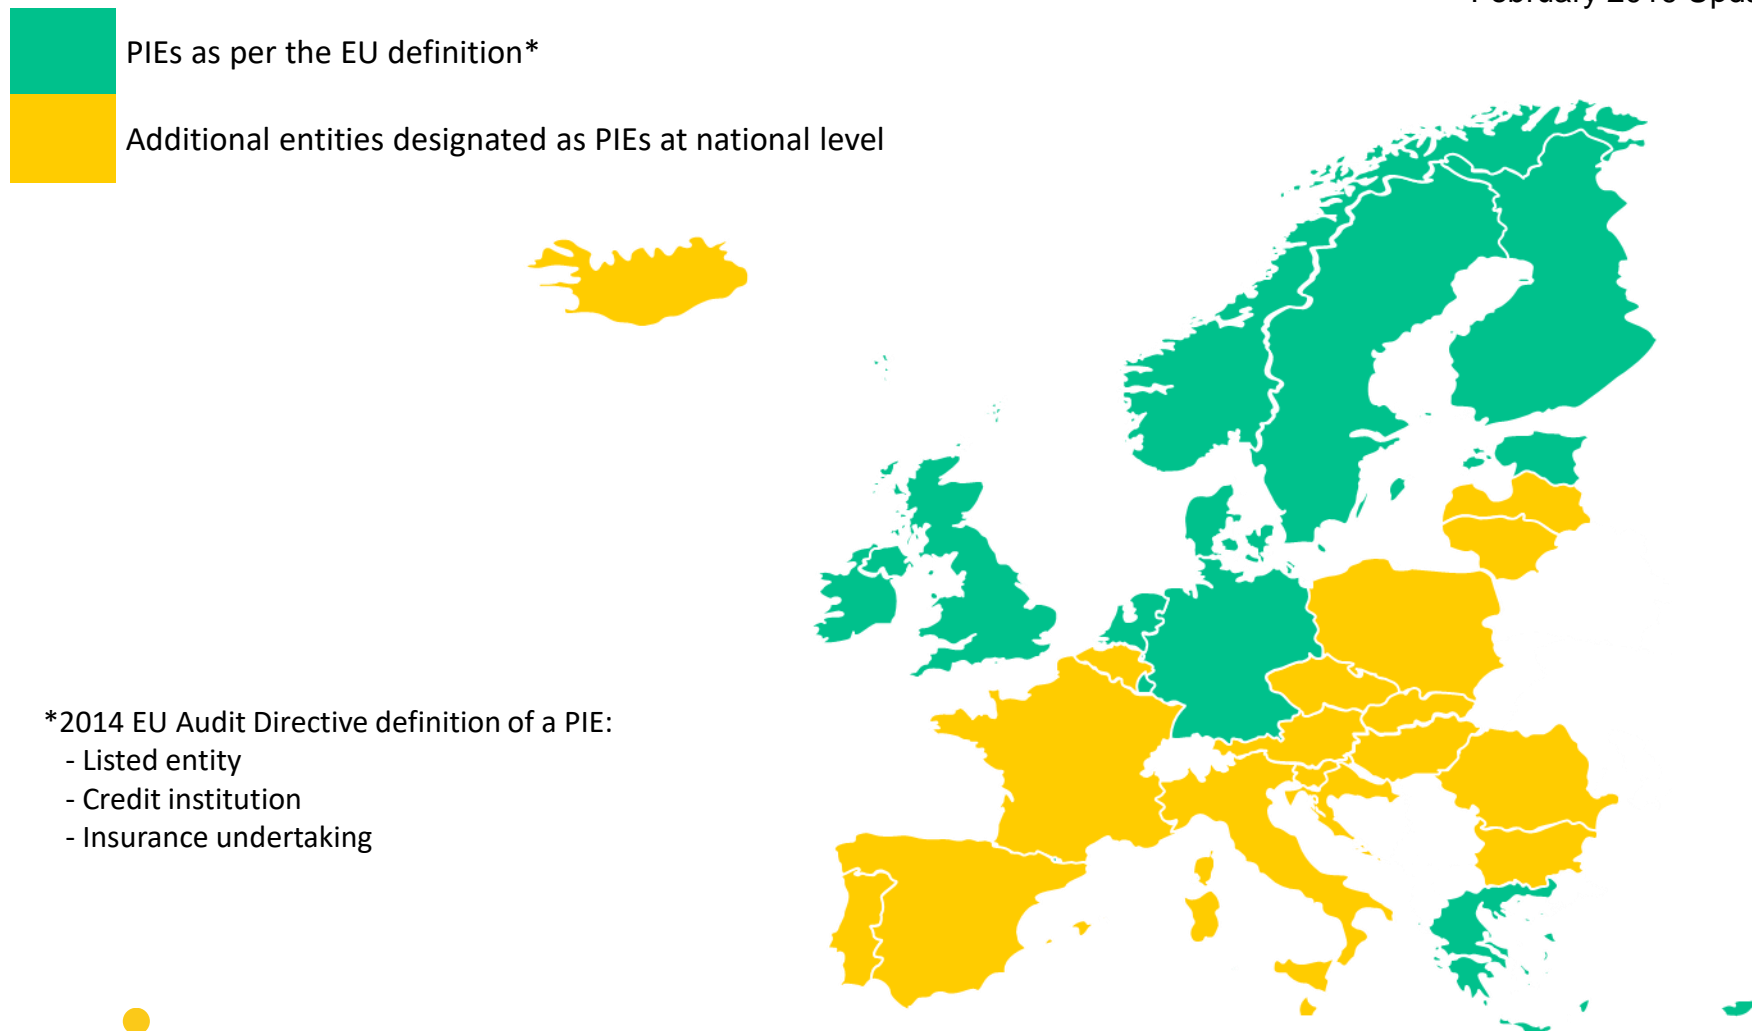 PIEs as per the EU definition*
Additional entities designated as PIEs at national level
*2014 EU Audit Directive definition of a PIE:
- Listed entity
- Credit institution
- Insurance undertaking